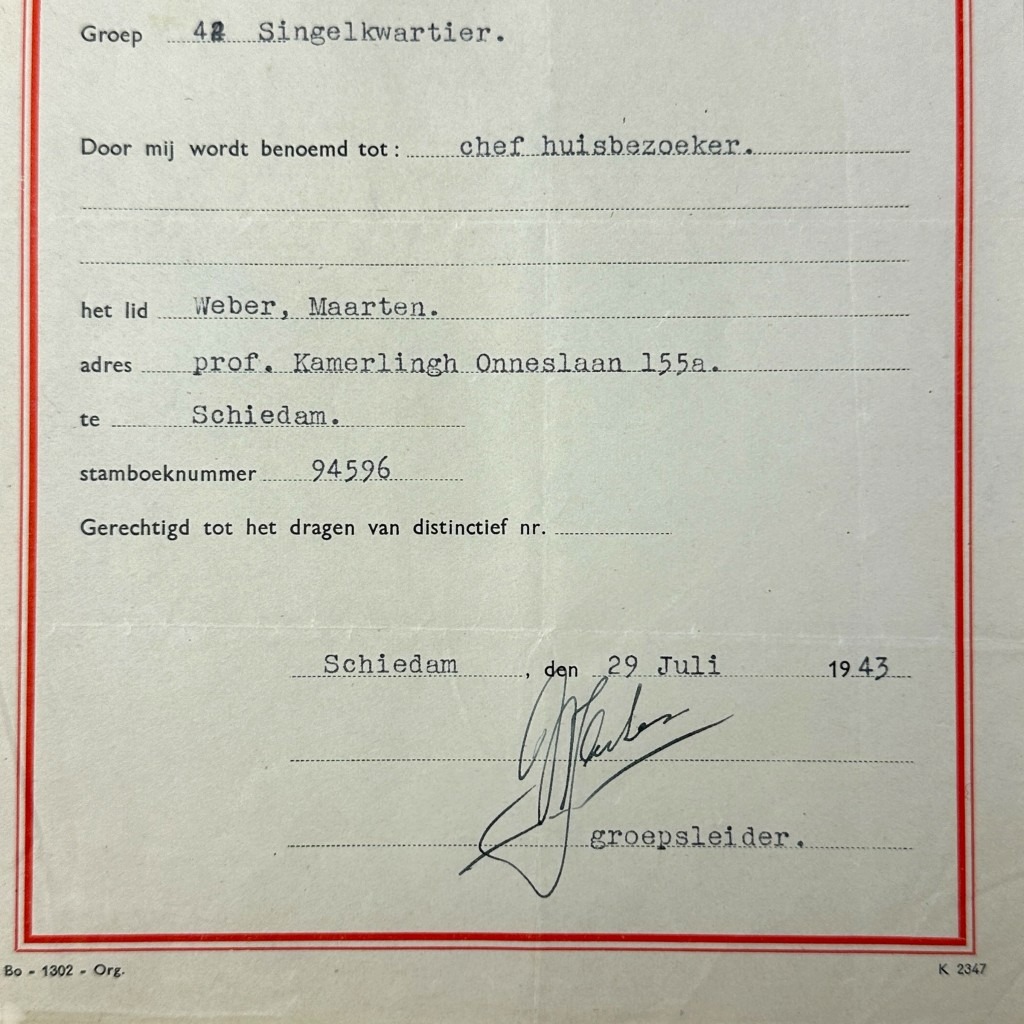 Groep 42 Singelkwartier.
Door mij wordt benoemd tot: chef huisbezoeker.
het lid Weber, Maarten.
adres prof. Kamerlingh Onneslaan 155a.
te Schiedam.
stamboeknummer 94596
Gerechtigd tot het dragen van distinctief nr.
Schiedam, den 29 Juli 1943
groepsleider.
Bo - 1302 - Org. K 2347